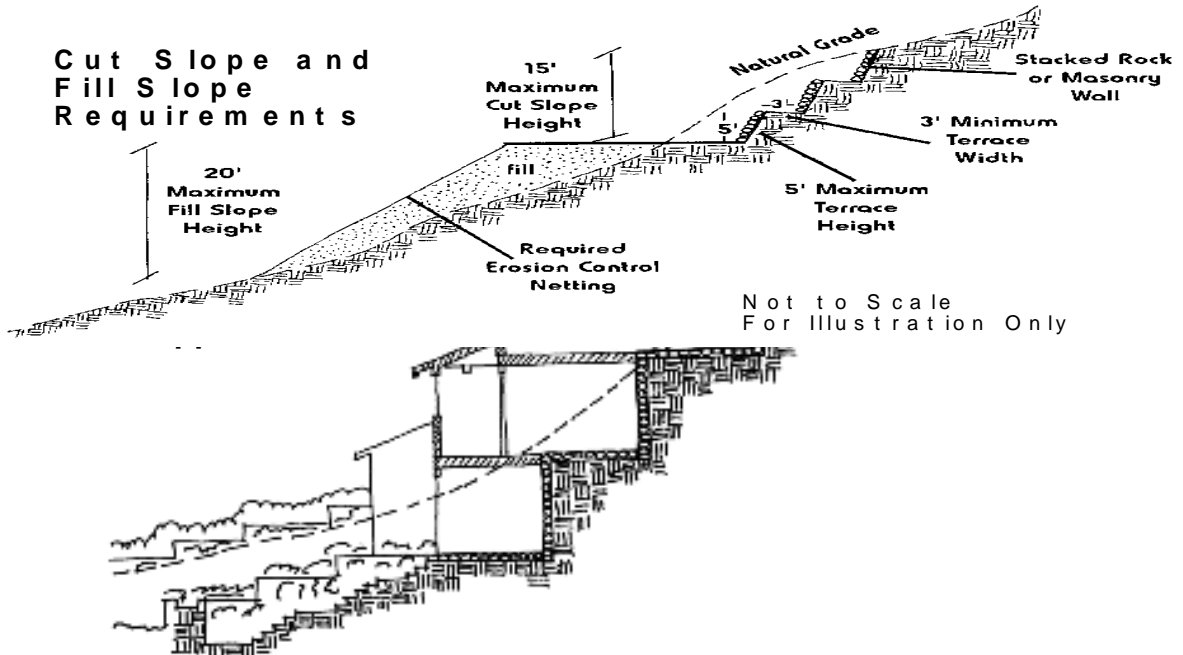 Cut Slope and
Fill Slope
Requirements
15'
Maximum
Cut Slope
Height
Natural Grade
Stacked Rock
or Masonry
Wall
3'
5'
3' Minimum
Terrace
Width
20'
Maximum
Fill Slope
Height
fill
5' Maximum
Terrace
Height
Required
Erosion Control
Netting
Not to Scale
For Illustration Only